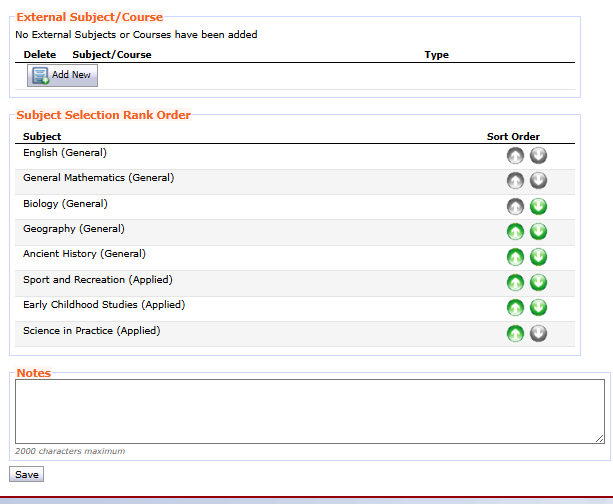 External Subject/Course
No External Subjects or Courses have been added
Delete Subject/Course Type
Add New
Subject Selection Rank Order
Subject Sort Order
English (General)
General Mathematics (General)
Biology (General)
Geography (General)
Ancient History (General)
Sport and Recreation (Applied)
Early Childhood Studies (Applied)
Science in Practice (Applied)
Notes
2000 characters maximum
Save